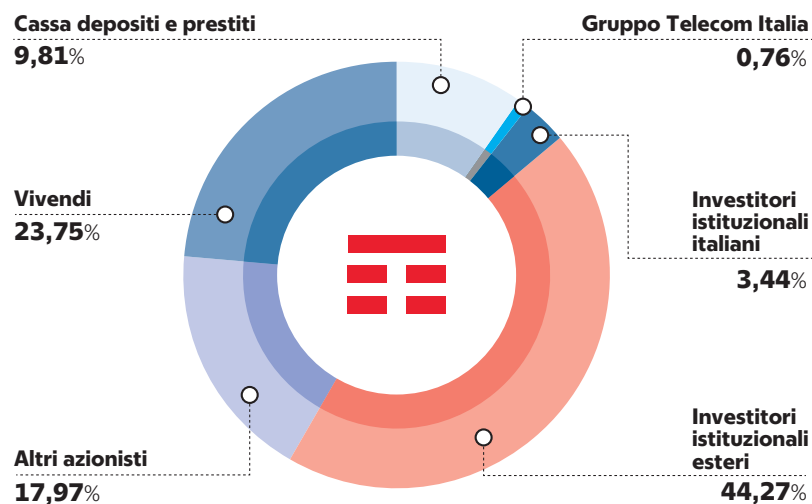 Cassa depositi e prestiti
9,81%
Gruppo Telecom Italia
0,76%
Vivendi
23,75%
Investitori
istituzionali
italiani
3,44%
Altri azionisti
17,97%
Investitori
istituzionali
esteri
44,27%